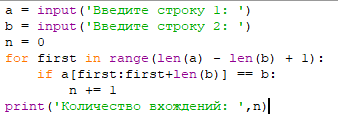 a = input('Введите строку 1: ')
b = input('Введите строку 2: ')
n = 0
for first in range(len(a) - len(b) + 1):
    if a[first:first+len(b)] == b:
        n += 1
print('Количество вхождений: ',n)